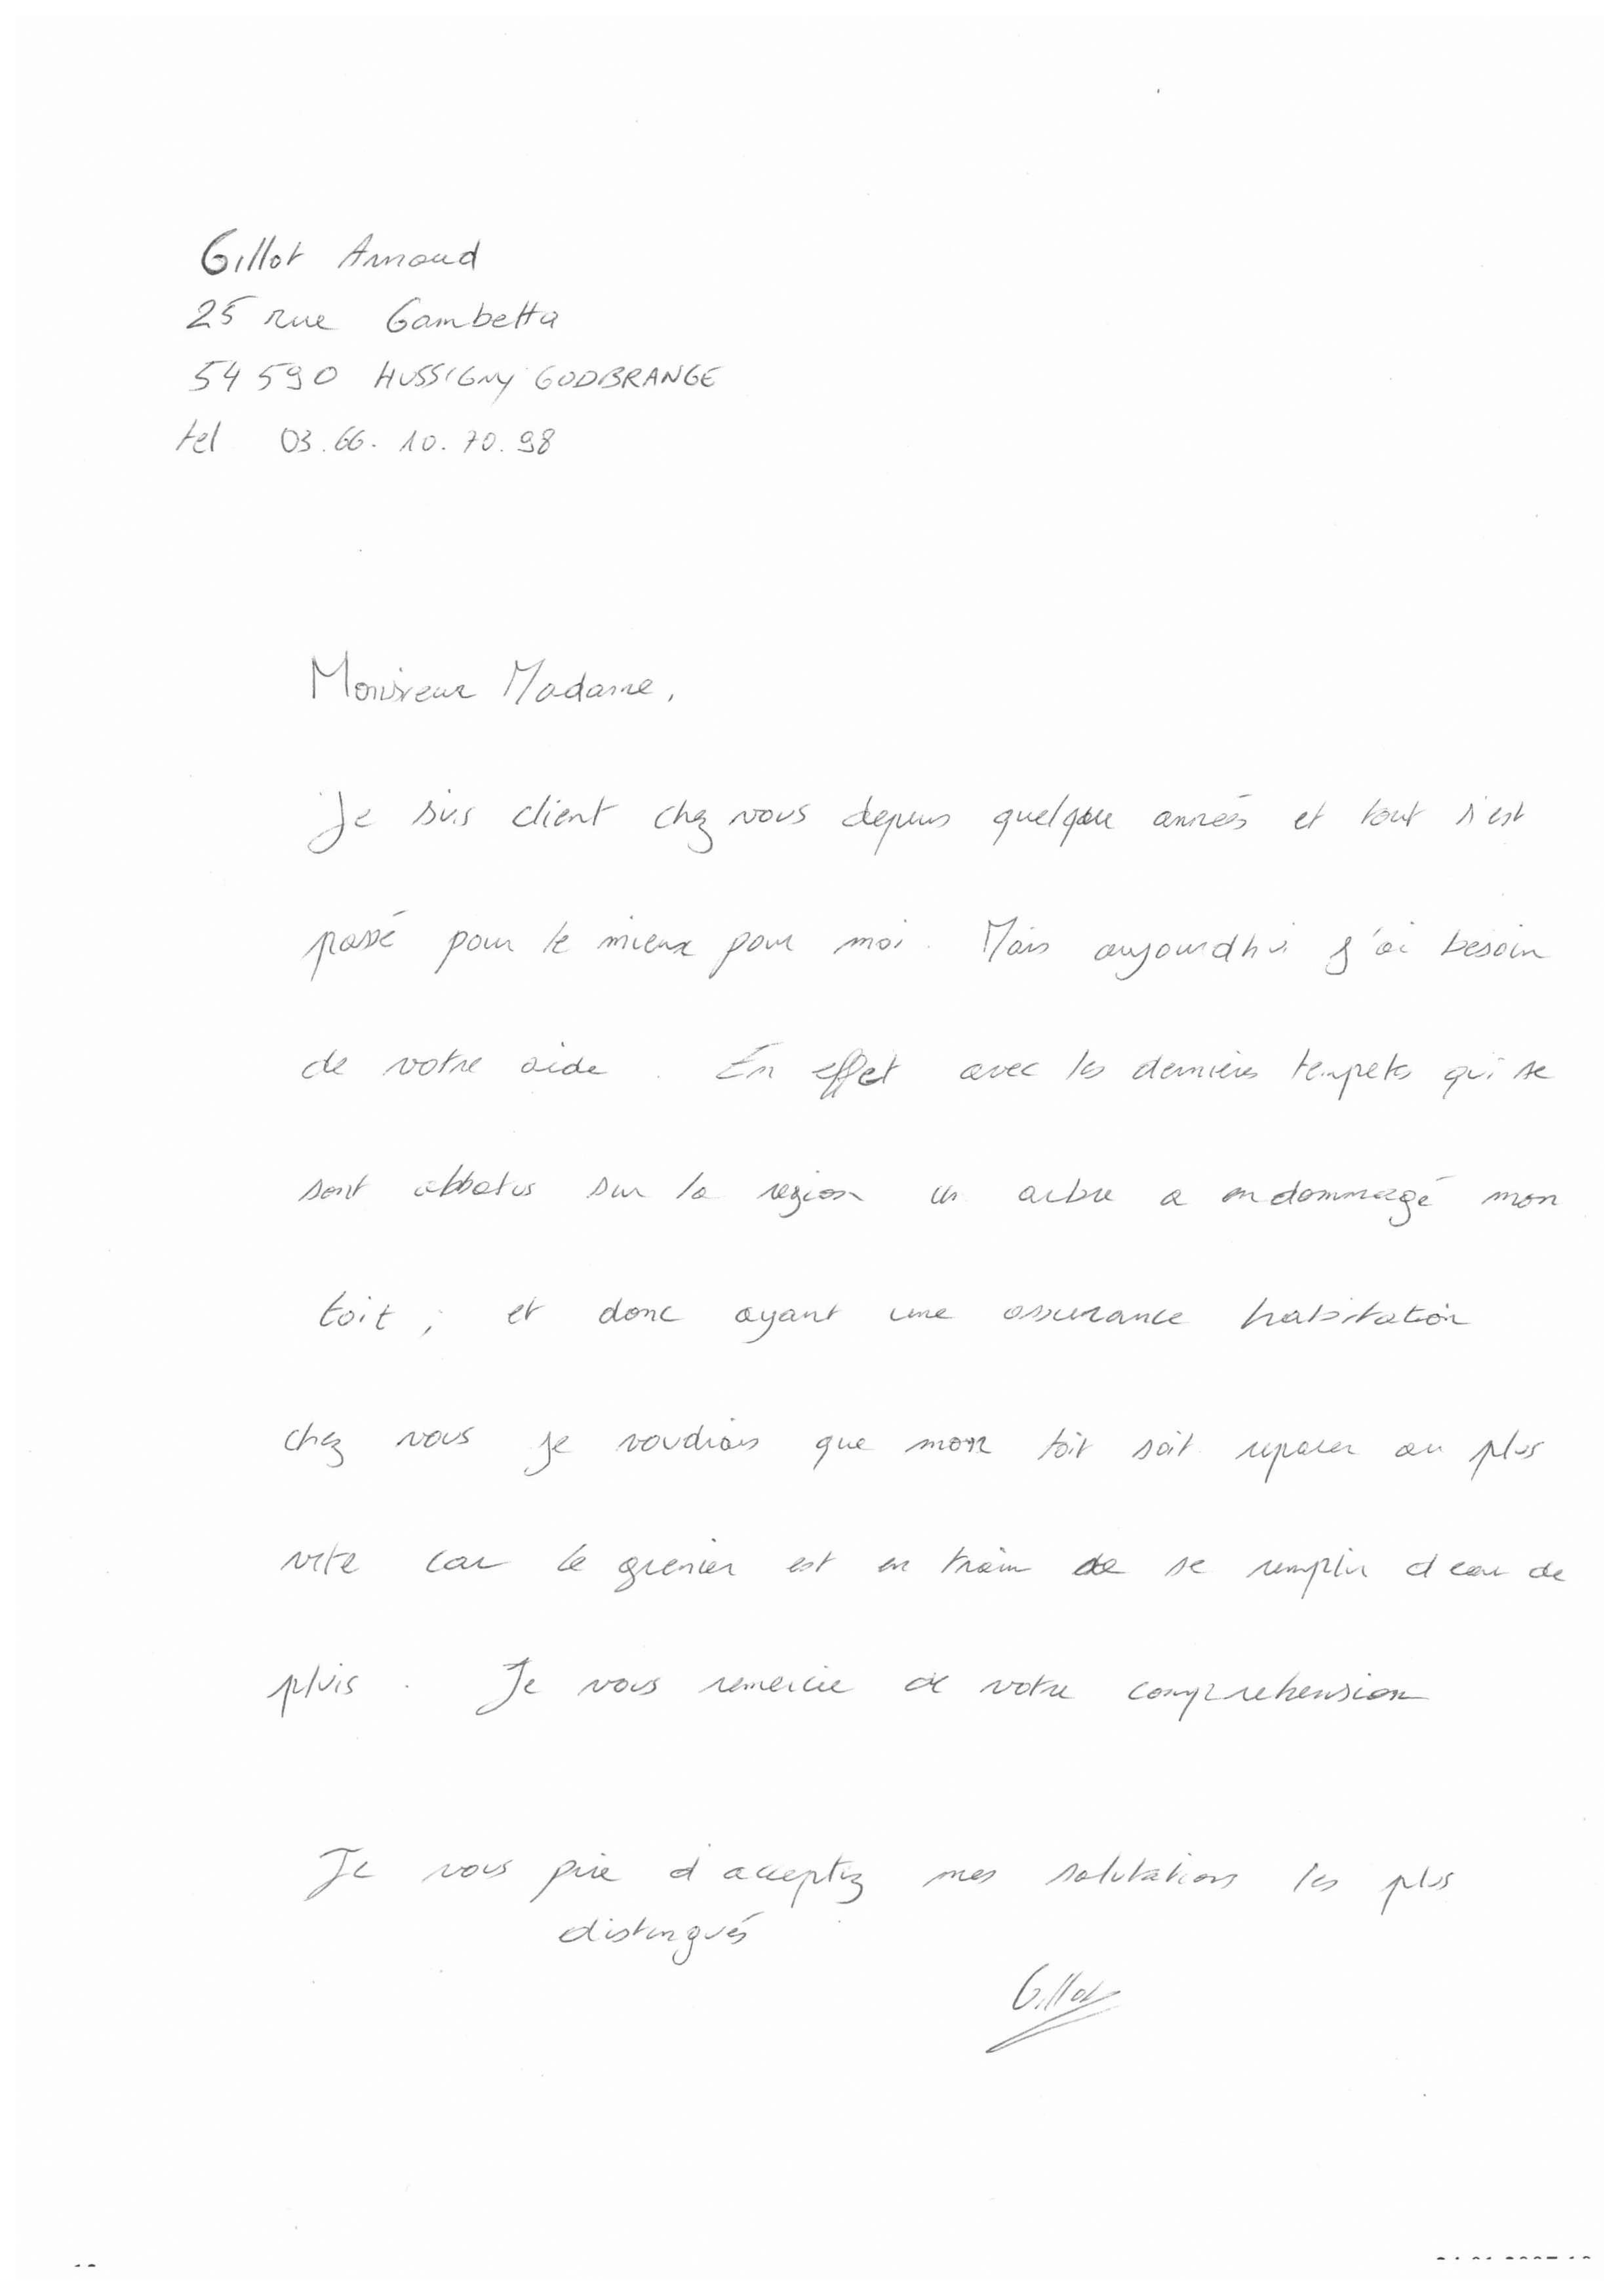 Gillot Arnaud
25 rue Gambetta
54590 HUSSIGNY GODBRANGE
tel 03.66.10.70.98
Monsieur Madame,
Je suis client chez vous depuis quelque années et tout s'est
passé pour le mieux pour moi. Mais aujourdhui j'ai besoin
de votre aide. En effet avec les dernières tempetes qui se
sont abbatus sur la region un arbre a endommagé mon
toit ; et donc ayant une assurance habitation
chez vous je voudrais que mon toit soit reparer au plus
vite car le grenier est en train de se remplir d eau de
pluis. Je vous remercie de votre comprehension
Je vous prie d acceptez mes salutations les plus
distingués
Gillot